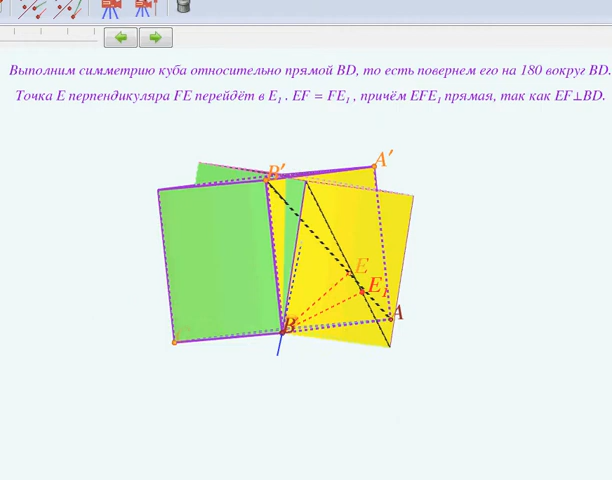 Выполним симметрию куба относительно прямой BD, то есть повернем его на 180 вокруг BD.
Точка E перпендикуляра FE перейдёт в E₁ . EF = FE₁ , причём EFE₁ прямая, так как EF⊥BD.
A′
B′
E
E₁
A
B